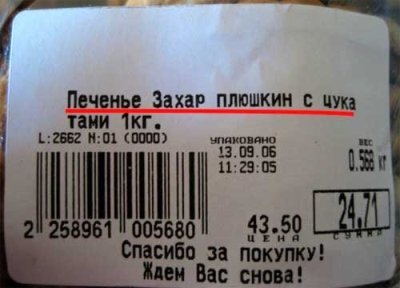 Печенье Захар плюшкин с цука
тами 1кг.
L:2662 N:01 (0000)
УПАКОВАНО
13.09.06
11:29:05
ВЕС
0.568 кг
2 258961 005680
43.50
ЦЕНА
24.71
СУММА
Спасибо за покупку!
Ждем Вас снова!